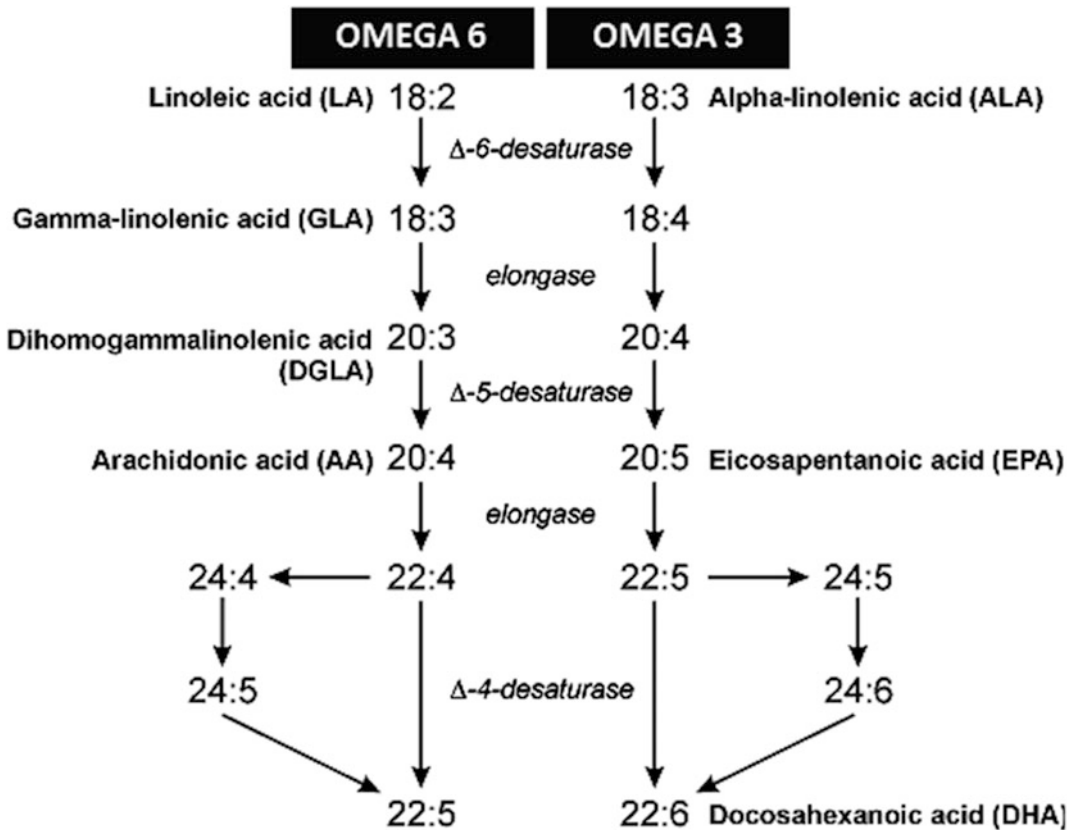 OMEGA 6 OMEGA 3
Linoleic acid (LA) 18:2 18:3 Alpha-linolenic acid (ALA)
Δ-6-desaturase
Gamma-linolenic acid (GLA) 18:3 18:4
elongase
Dihomogammalinolenic acid 20:3 20:4
(DGLA)
Δ-5-desaturase
Arachidonic acid (AA) 20:4 20:5 Eicosapentanoic acid (EPA)
elongase
24:4 22:4 22:5 24:5
24:5 Δ-4-desaturase 24:6
22:5 22:6 Docosahexanoic acid (DHA)